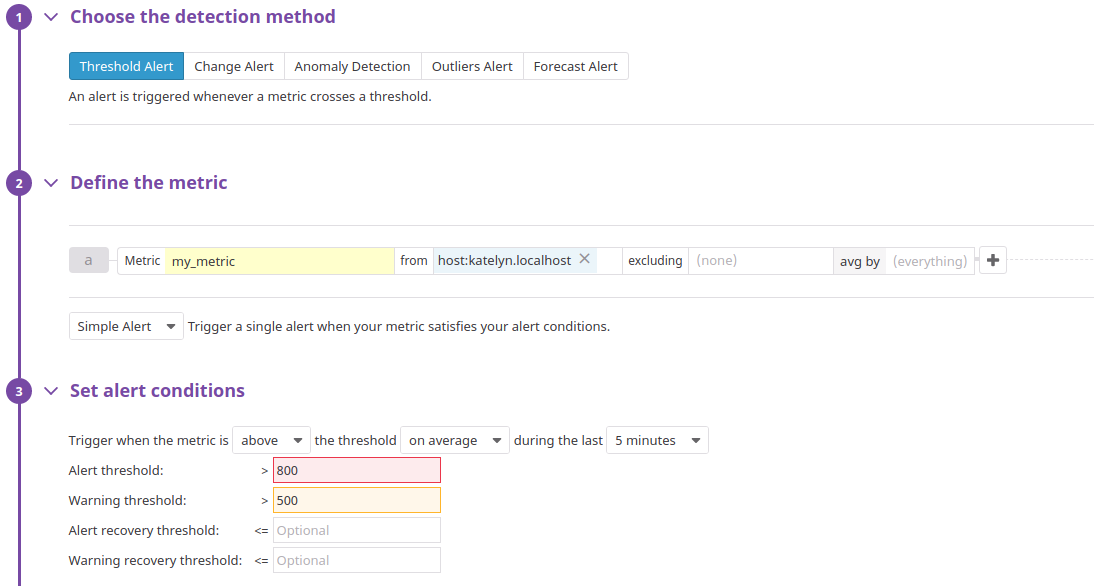 1 Choose the detection method
Threshold Alert Change Alert Anomaly Detection Outliers Alert Forecast Alert
An alert is triggered whenever a metric crosses a threshold.
2 Define the metric
a Metric my_metric from host:katelyn.localhost × excluding (none) avg by (everything) +
Simple Alert Trigger a single alert when your metric satisfies your alert conditions.
3 Set alert conditions
Trigger when the metric is above the threshold on average during the last 5 minutes
Alert threshold: > 800
Warning threshold: > 500
Alert recovery threshold: <= Optional
Warning recovery threshold: <= Optional